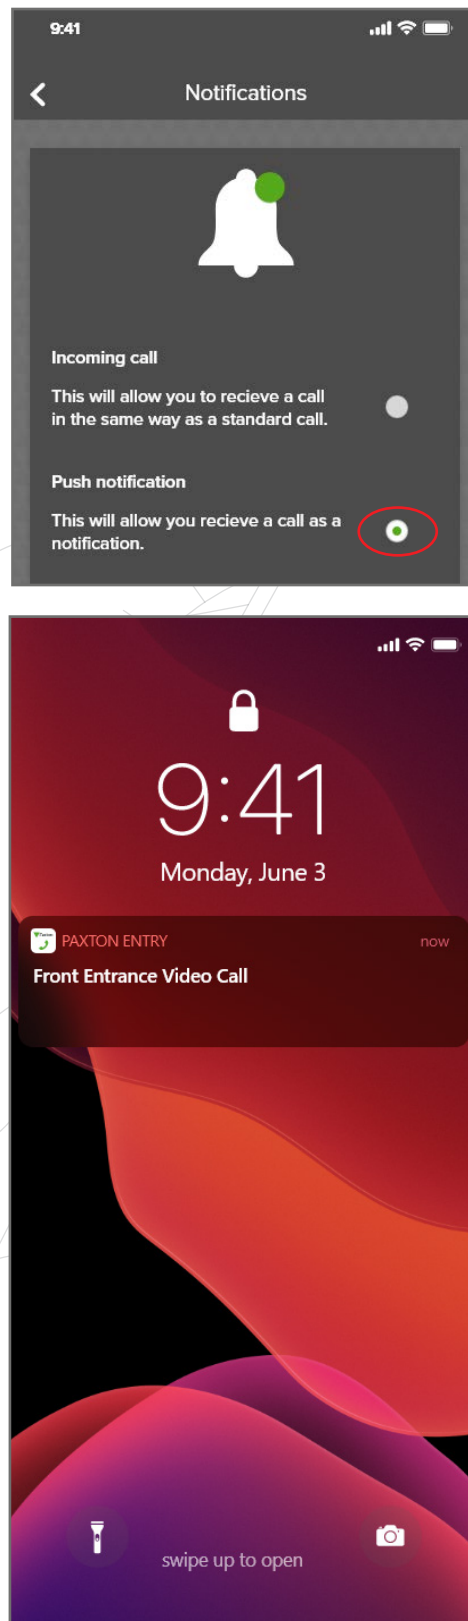 9:41
Notifications
Incoming call
This will allow you to recieve a call
in the same way as a standard call.
Push notification
This will allow you recieve a call as a
notification.
9:41
Monday, June 3
PAXTON ENTRY
now
Front Entrance Video Call
swipe up to open